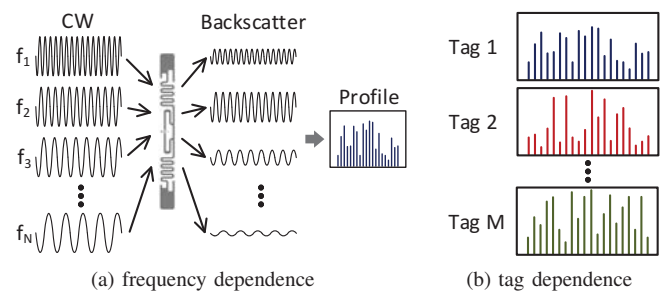 CW
Backscatter
f1
f2
f3
fN
Profile
(a) frequency dependence
Tag 1
Tag 2
Tag M
(b) tag dependence